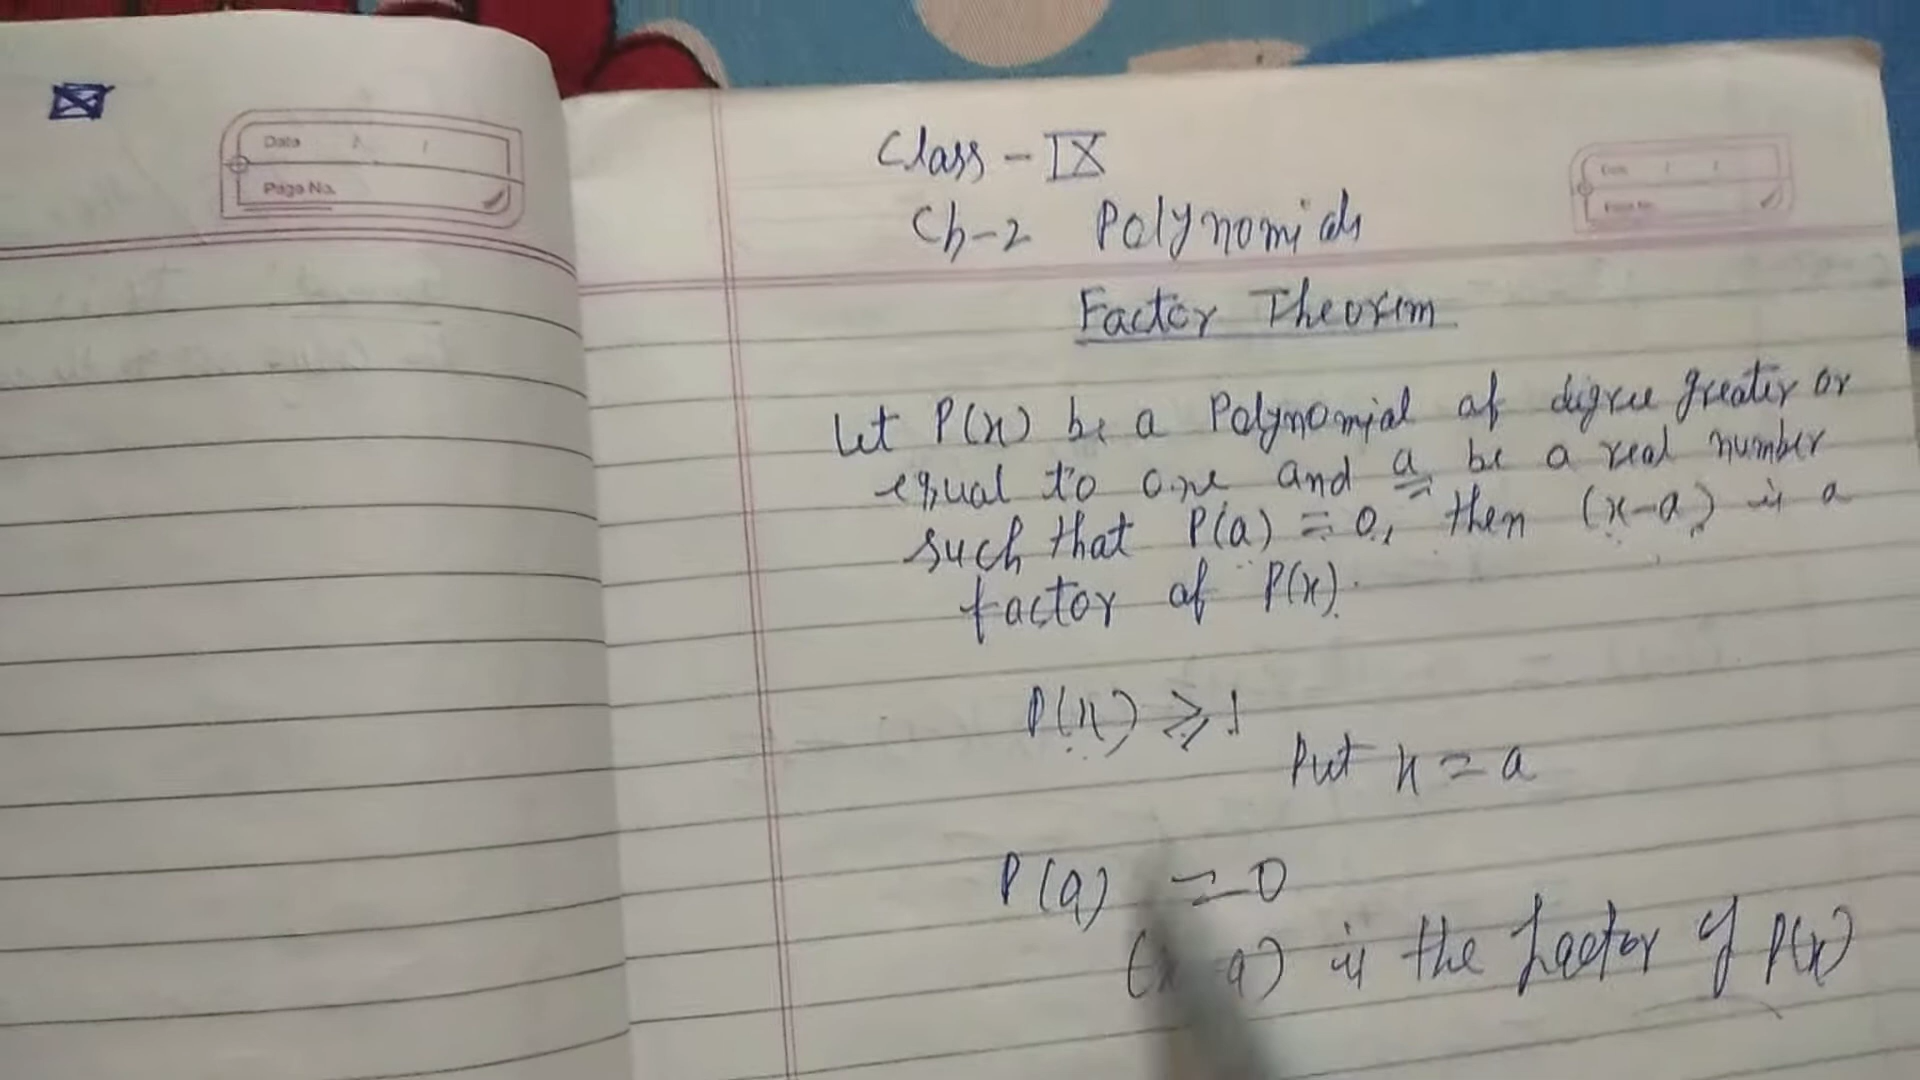 Data
Page No.
Class - IX
Ch-2 Polynomials
Factor Theorem
Let P(x) be a Polynomial of degree greater or
equal to one and a be a real number
such that P(a) = 0, then (x-a) is a
factor of P(x).
P(x) ⩾ 1
Put x = a
P(a) = 0
(x a) is the factor of P(x)